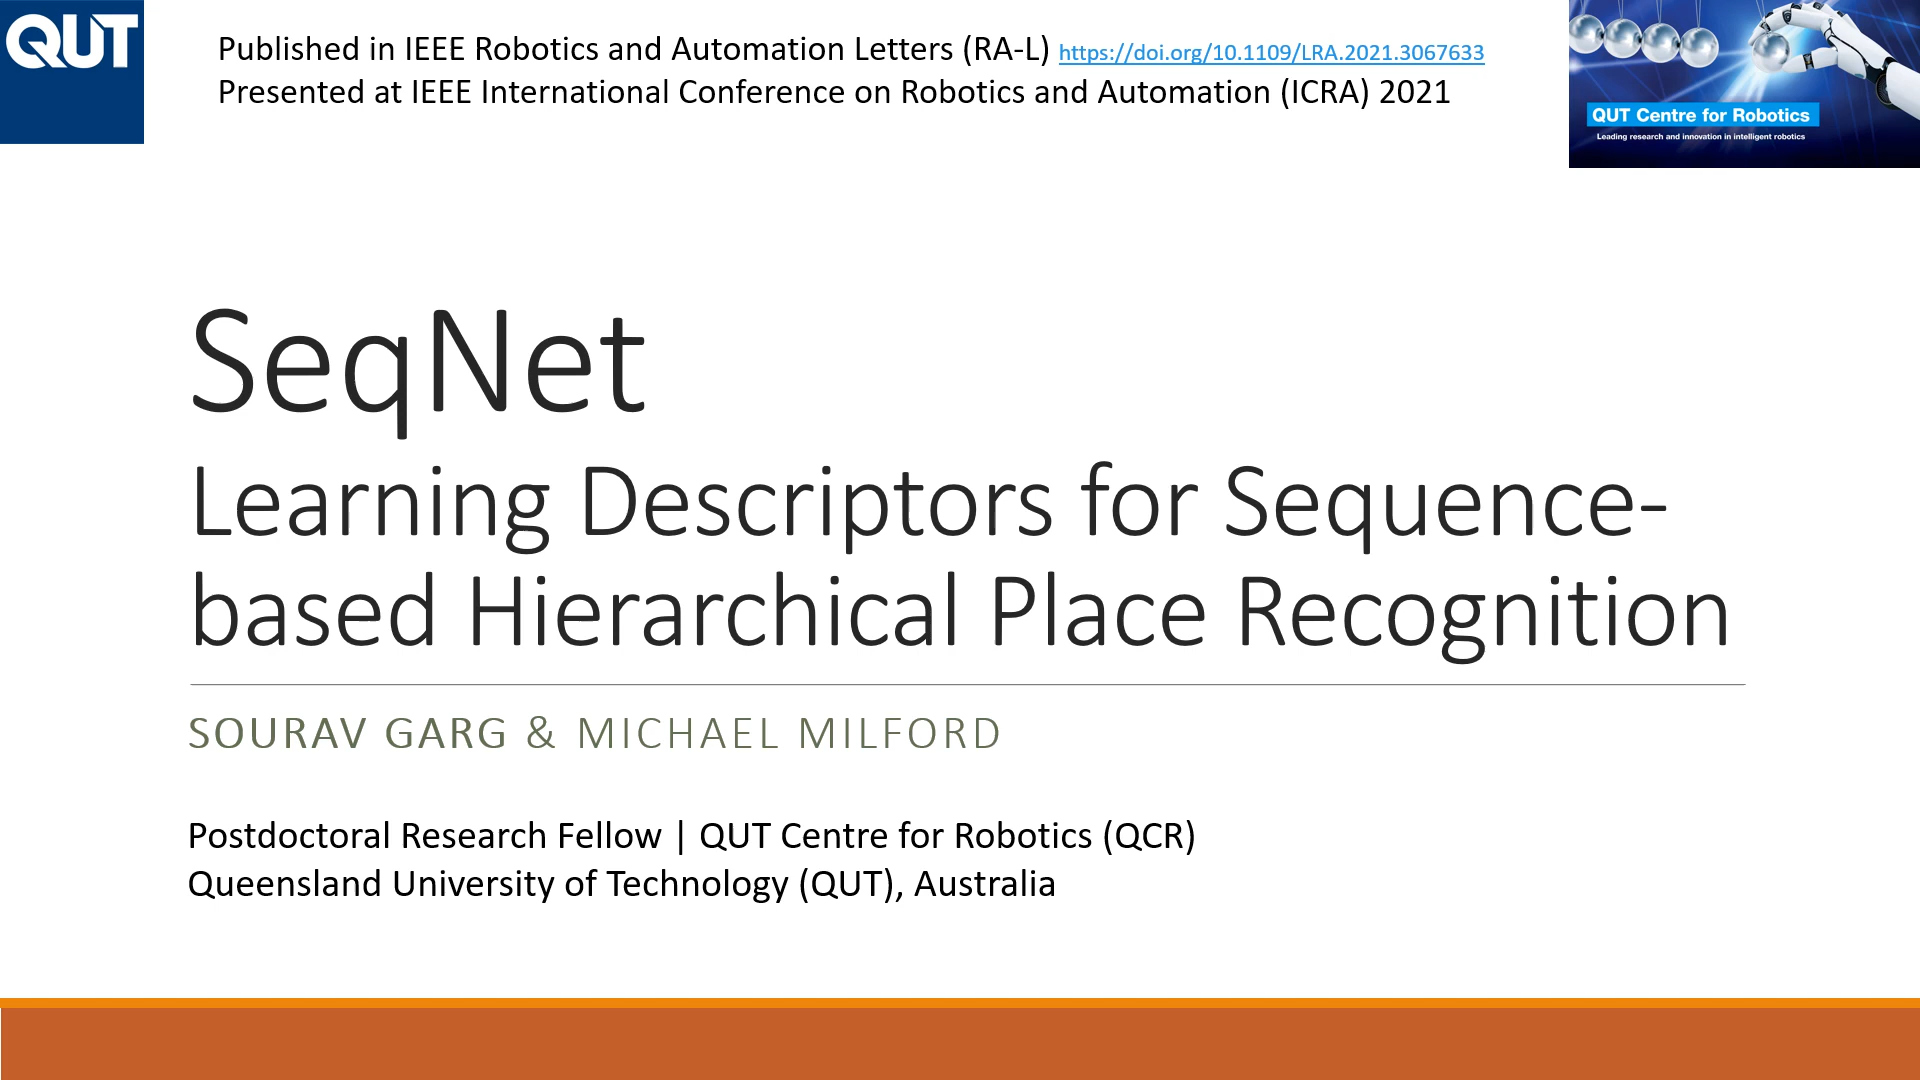 QUT
Published in IEEE Robotics and Automation Letters (RA-L) https://doi.org/10.1109/LRA.2021.3067633
Presented at IEEE International Conference on Robotics and Automation (ICRA) 2021
QUT Centre for Robotics
Leading research and innovation in intelligent robotics
SeqNet
Learning Descriptors for Sequence-
based Hierarchical Place Recognition
SOURAV GARG & MICHAEL MILFORD
Postdoctoral Research Fellow | QUT Centre for Robotics (QCR)
Queensland University of Technology (QUT), Australia